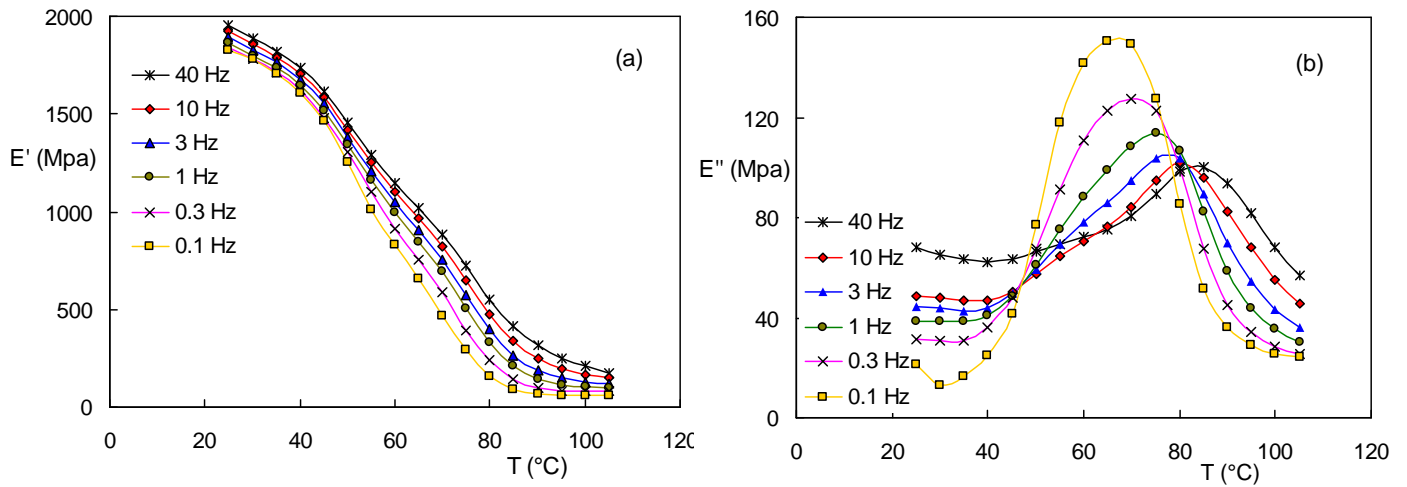 2000
1500
1000
500
0
E' (Mpa)
(a)
40 Hz
10 Hz
3 Hz
1 Hz
0.3 Hz
0.1 Hz
0 20 40 60 80 100 120
T (°C)
160
120
80
40
0
E'' (Mpa)
(b)
40 Hz
10 Hz
3 Hz
1 Hz
0.3 Hz
0.1 Hz
0 20 40 60 80 100 120
T (°C)